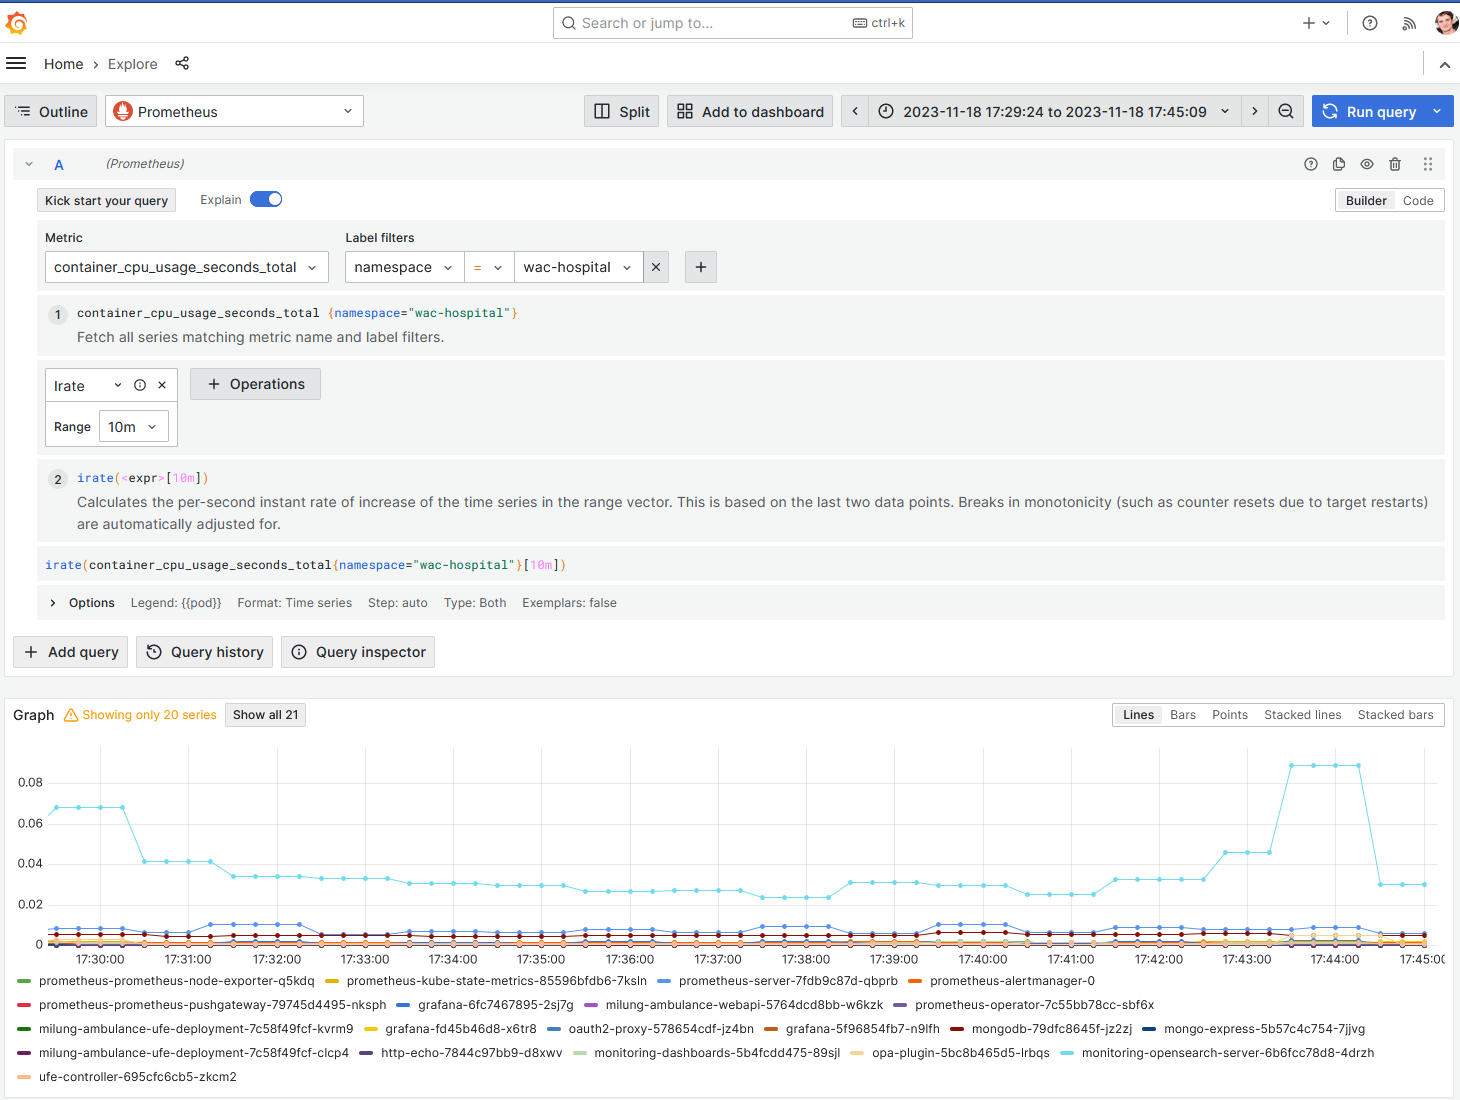 Search or jump to... ctrl+k
Home › Explore
Outline Prometheus Split Add to dashboard 2023-11-18 17:29:24 to 2023-11-18 17:45:09 Run query
A (Prometheus)
Kick start your query Explain Builder Code
Metric Label filters
container_cpu_usage_seconds_total namespace = wac-hospital
1 container_cpu_usage_seconds_total {namespace="wac-hospital"}
Fetch all series matching metric name and label filters.
Irate Operations
Range 10m
2 irate(<expr>[10m])
Calculates the per-second instant rate of increase of the time series in the range vector. This is based on the last two data points. Breaks in monotonicity (such as counter resets due to target restarts)
are automatically adjusted for.
irate(container_cpu_usage_seconds_total{namespace="wac-hospital"}[10m])
Options Legend: {{pod}} Format: Time series Step: auto Type: Both Exemplars: false
Add query Query history Query inspector
Graph Showing only 20 series Show all 21 Lines Bars Points Stacked lines Stacked bars
0.08
0.06
0.04
0.02
0
17:30:00 17:31:00 17:32:00 17:33:00 17:34:00 17:35:00 17:36:00 17:37:00 17:38:00 17:39:00 17:40:00 17:41:00 17:42:00 17:43:00 17:44:00 17:45:00
prometheus-prometheus-node-exporter-q5kdq prometheus-kube-state-metrics-85596bfdb6-7ksln prometheus-server-7fdb9c87d-qbprb prometheus-alertmanager-0
prometheus-prometheus-pushgateway-79745d4495-nksph grafana-6fc7467895-2sj7g milung-ambulance-webapi-5764dcd8bb-w6kzk prometheus-operator-7c55bb78cc-sbf6x
milung-ambulance-ufe-deployment-7c58f49fcf-kvrm9 grafana-fd45b46d8-x6tr8 oauth2-proxy-578654cdf-jz4bn grafana-5f96854fb7-n9lfh mongodb-79dfc8645f-jz2zj mongo-express-5b57c4c754-7jjvg
milung-ambulance-ufe-deployment-7c58f49fcf-clcp4 http-echo-7844c97bb9-d8xwv monitoring-dashboards-5b4fcdd475-89sjl opa-plugin-5bc8b465d5-lrbqs monitoring-opensearch-server-6b6fcc78d8-4drzh
ufe-controller-695cfc6cb5-zkcm2